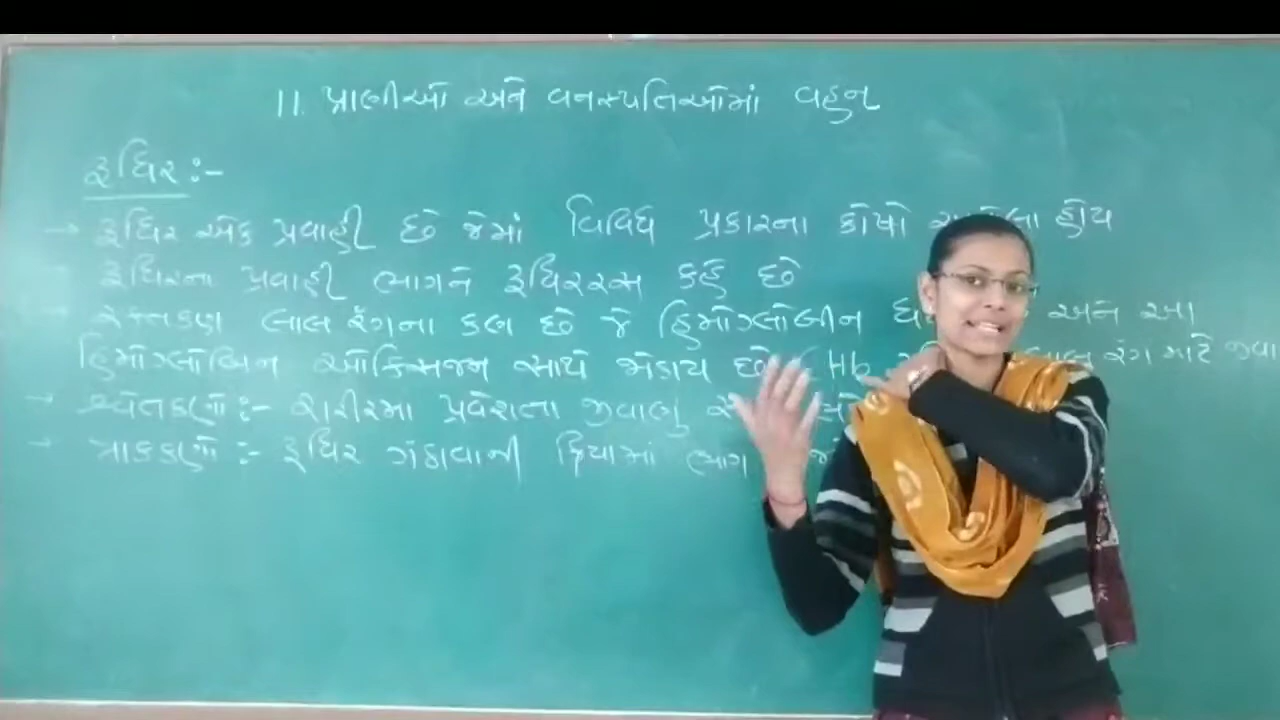 11. પ્રાણીઓ અને વનસ્પતિઓમાં વહન
રૂધિર :-
→ રૂધિર એક પ્રવાહી છે જેમાં વિવિધ પ્રકારના કોષો હોય
રૂધિરના પ્રવાહી ભાગને રૂધિરરસ કહે છે
→ રક્તકણ લાલ રંગના કણ છે જે હિમોગ્લોબીન અને આ
હિમોગ્લોબિન ઓક્સિજન સાથે જોડાય છે Hb રંગ માટે જવા
→ શ્વેતકણો :- શરીરમા પ્રવેશતા જીવાણું
→ ત્રાકકણો :- રૂધિર ગંઠાવાની ક્રિયામાં ભાગ